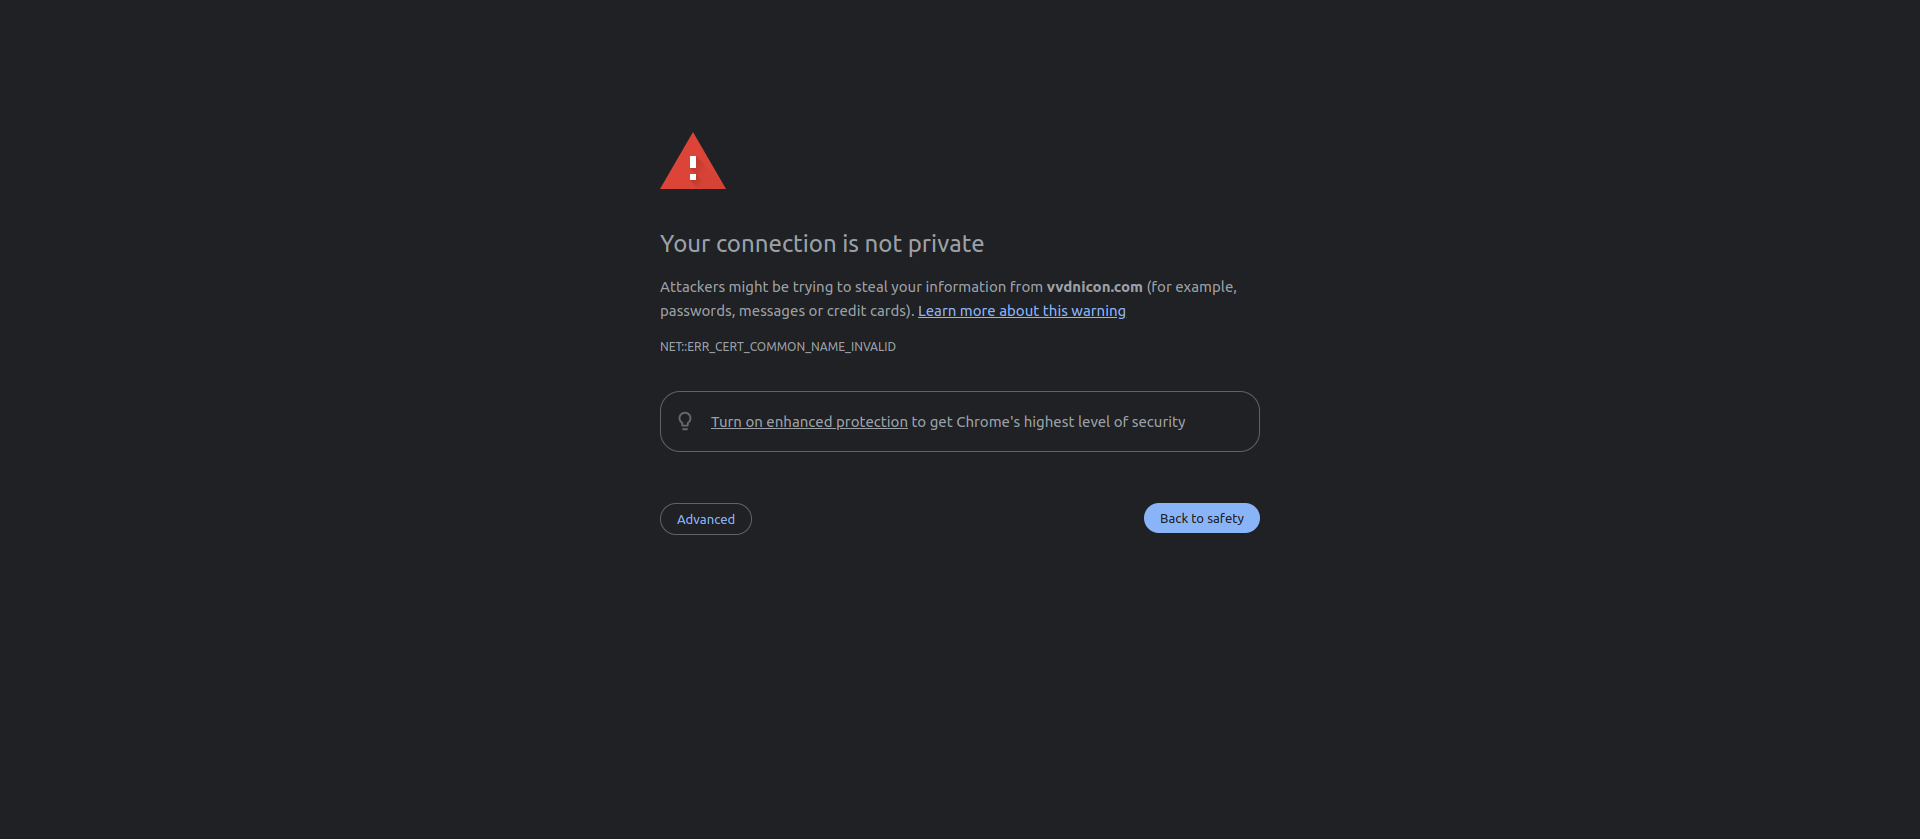 Your connection is not private
Attackers might be trying to steal your information from vvdnicon.com (for example,
passwords, messages or credit cards). Learn more about this warning
NET::ERR_CERT_COMMON_NAME_INVALID
Turn on enhanced protection to get Chrome's highest level of security
Advanced
Back to safety